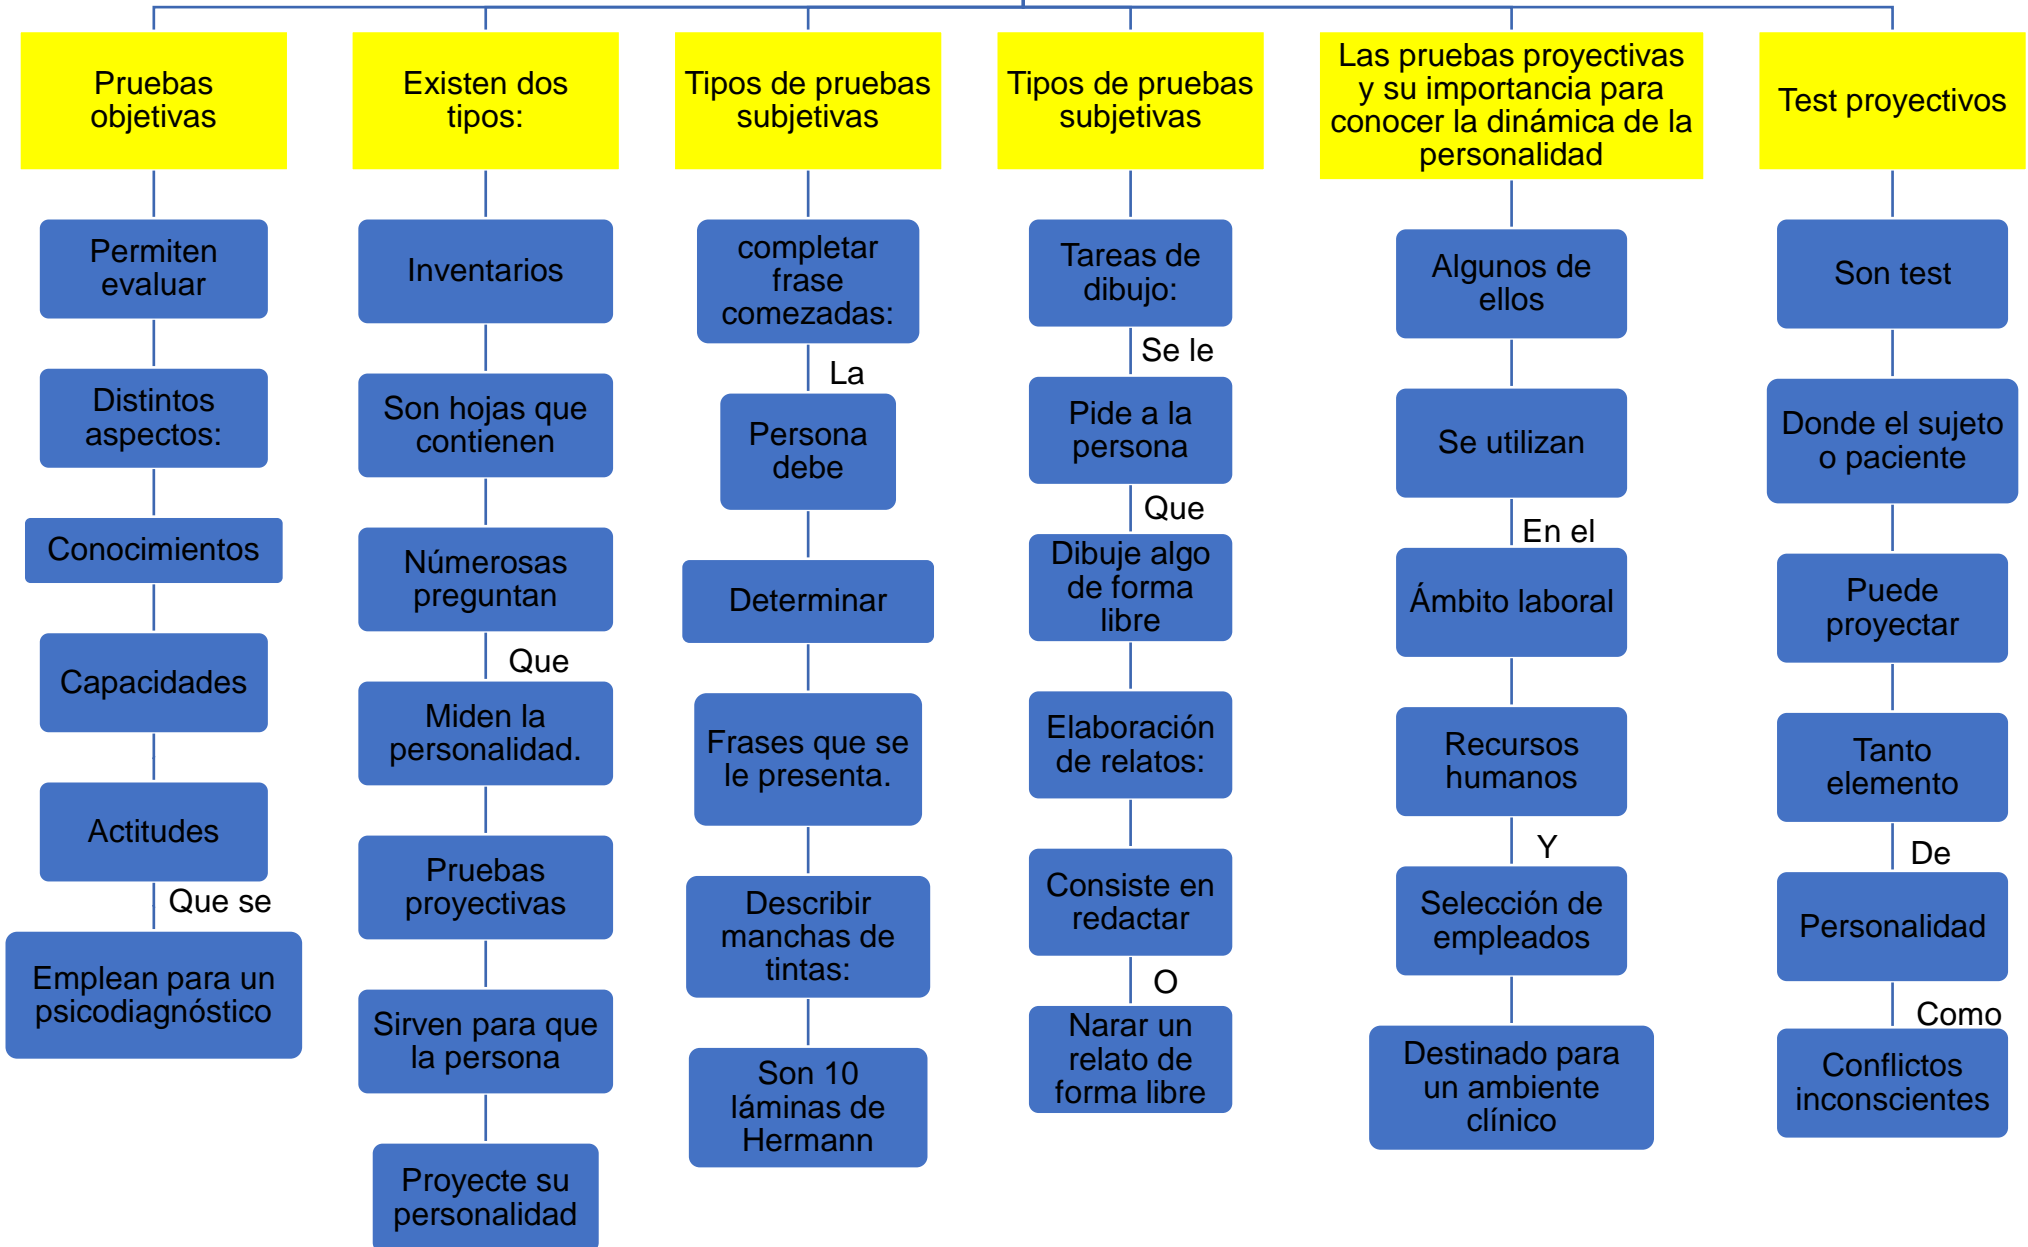 Pruebas
objetivas
Permiten
evaluar
Distintos
aspectos:
Conocimientos
Capacidades
Actitudes
Que se
Emplean para un
psicodiagnóstico
Existen dos
tipos:
Inventarios
Son hojas que
contienen
Númerosas
preguntan
Que
Miden la
personalidad.
Pruebas
proyectivas
Sirven para que
la persona
Proyecte su
personalidad
Tipos de pruebas
subjetivas
completar
frase
comezadas:
La
Persona
debe
Determinar
Frases que se
le presenta.
Describir
manchas de
tintas:
Son 10
láminas de
Hermann
Tipos de pruebas
subjetivas
Tareas de
dibujo:
Se le
Pide a la
persona
Que
Dibuje algo
de forma
libre
Elaboración
de relatos:
Consiste en
redactar
O
Narar un
relato de
forma libre
Las pruebas proyectivas
y su importancia para
conocer la dinámica de la
personalidad
Algunos de
ellos
Se utilizan
En el
Ámbito laboral
Recursos
humanos
Y
Selección de
empleados
Destinado para
un ambiente
clínico
Test proyectivos
Son test
Donde el sujeto
o paciente
Puede
proyectar
Tanto
elemento
De
Personalidad
Como
Conflictos
inconscientes